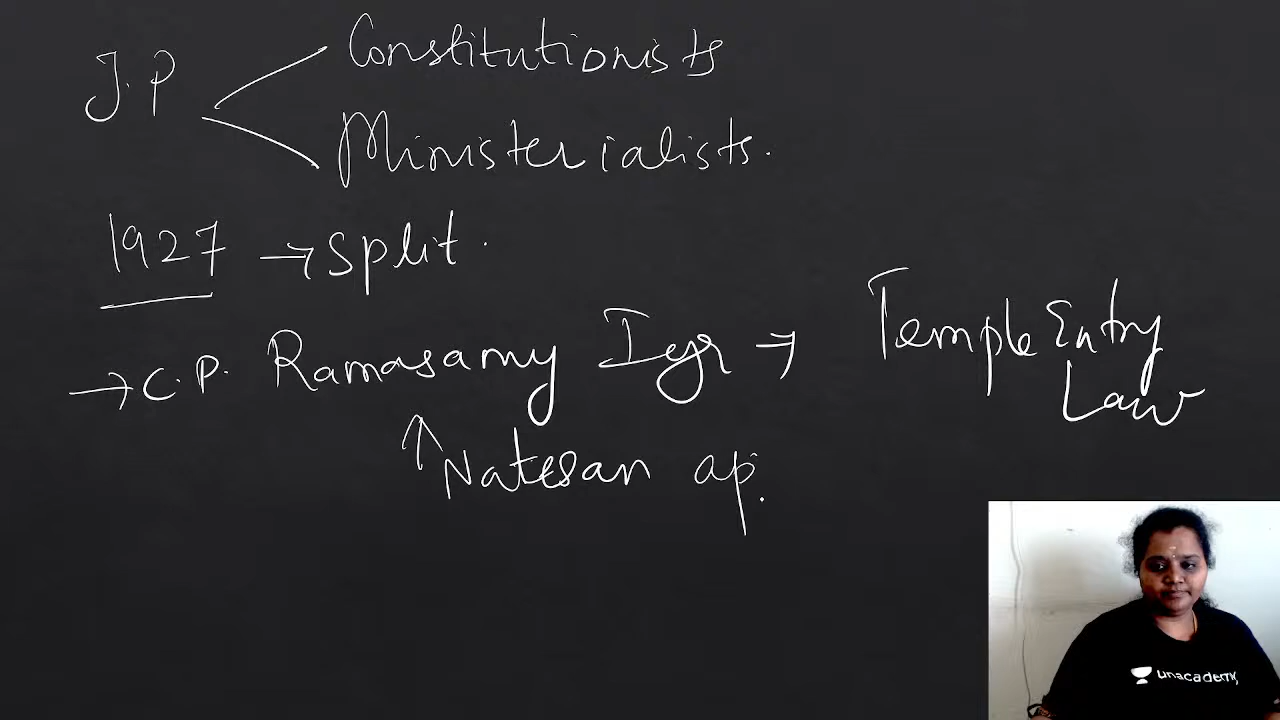 J.P
Constitutionists
Ministerialists.
1927 → Split.
→ C.P. Ramasamy Iyr →
Temple Entry
Law
↑ Natesan ap.
unacademy